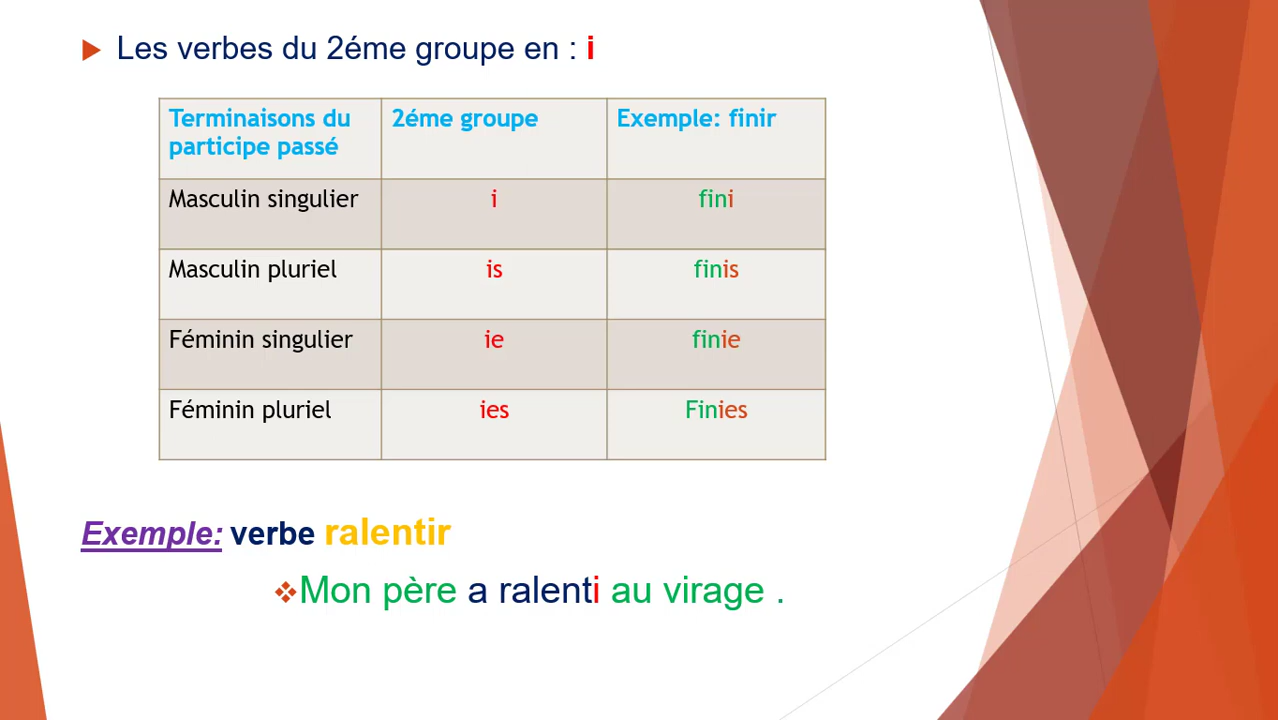 Les verbes du 2éme groupe en : i
Terminaisons du participe passé 2éme groupe Exemple: finir
Masculin singulier i fini
Masculin pluriel is finis
Féminin singulier ie finie
Féminin pluriel ies Finies
Exemple: verbe ralentir
Mon père a ralenti au virage .